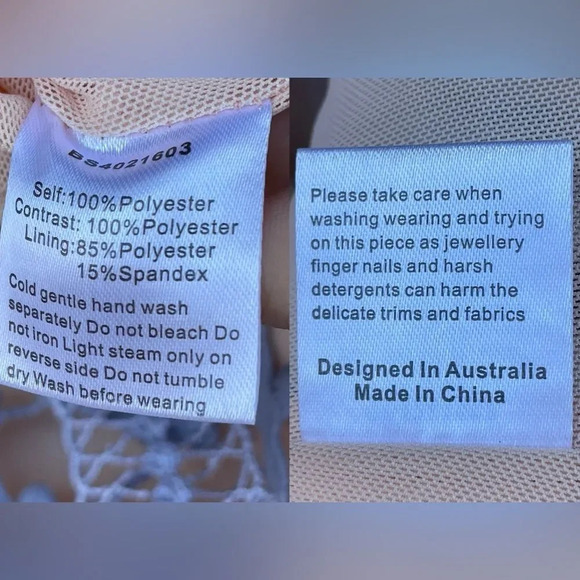 BS4021603
Self:100%Polyester
Contrast: 100%Polyester
Lining:85%Polyester
15%Spandex
Cold gentle hand wash
separately Do not bleach Do
not iron Light steam only on
reverse side Do not tumble
dry Wash before wearing
Please take care when
washing wearing and trying
on this piece as jewellery
finger nails and harsh
detergents can harm the
delicate trims and fabrics
Designed In Australia
Made In China